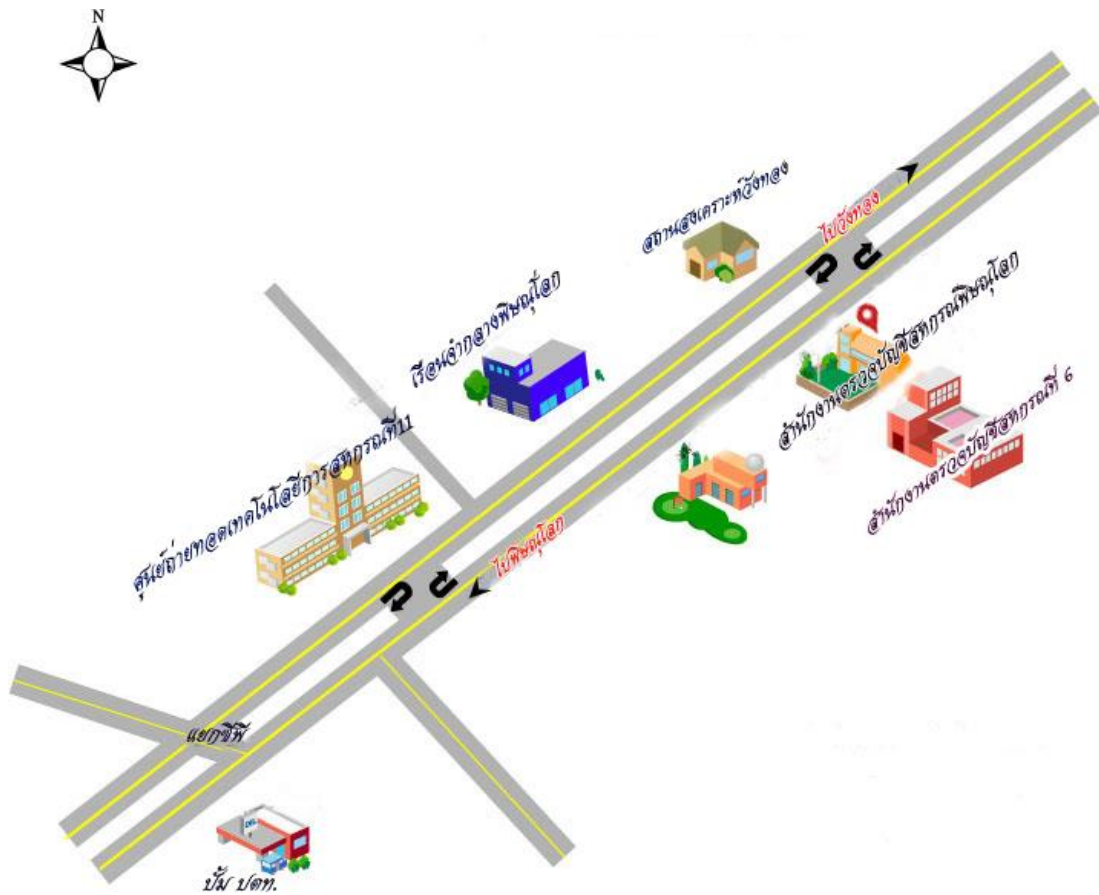 N
สถานสงเคราะห์วังทอง
ไปวังทอง
เรือนจำกลางพิษณุโลก
สำนักงานตรวจบัญชีสหกรณ์พิษณุโลก
สำนักงานตรวจบัญชีสหกรณ์ที่ 6
ศูนย์ถ่ายทอดเทคโนโลยีการสหกรณ์ที่11
ไปพิษณุโลก
แยกซีพี
ปั้ม ปตท.